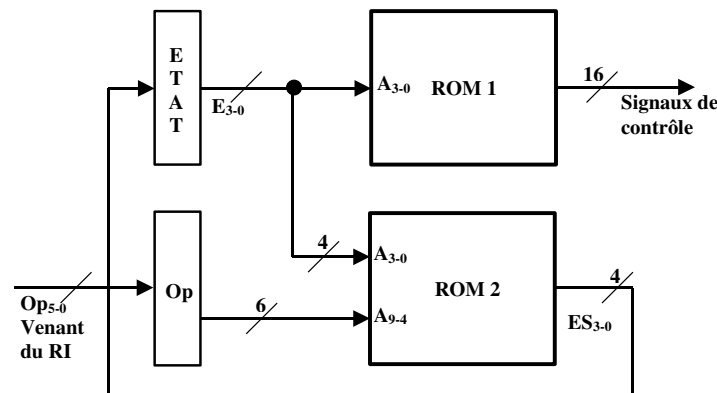 E
T
A
T
E3-0
A3-0
ROM 1
16
Signaux de
contrôle
Op5-0
Venant
du RI
Op
4
6
A3-0
A9-4
ROM 2
4
ES3-0